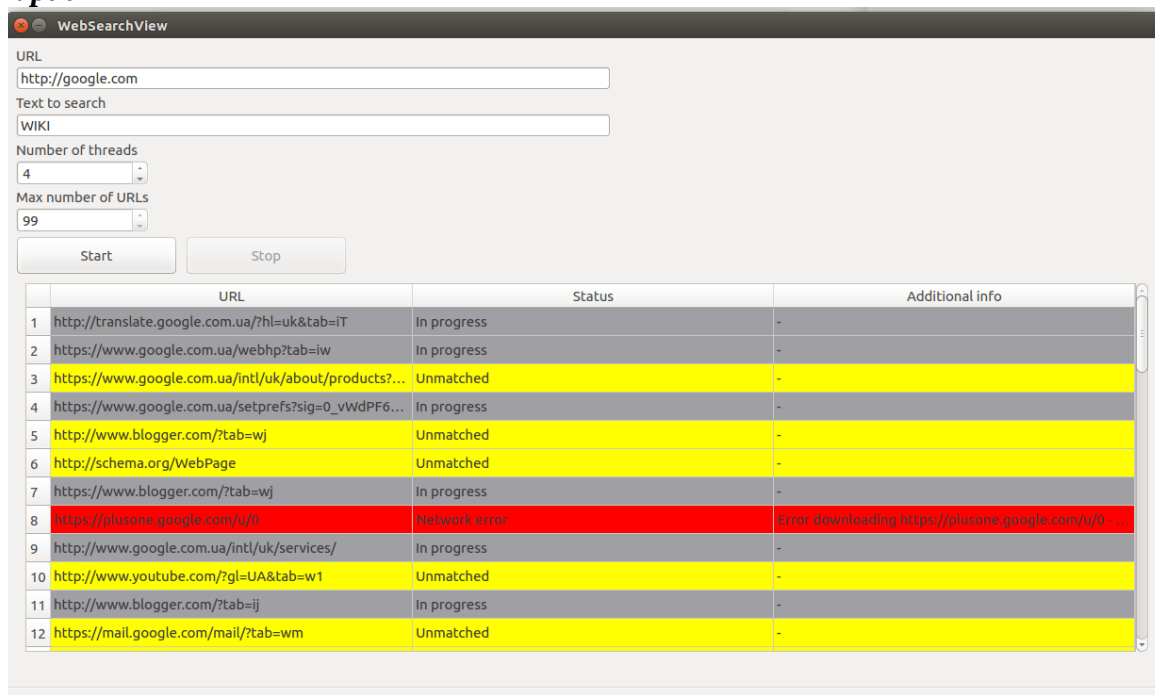 WebSearchView
URL
http://google.com
Text to search
WIKI
Number of threads
4
Max number of URLs
99
Start Stop
URL Status Additional info
1 http://translate.google.com.ua/?hl=uk&tab=iT In progress -
2 https://www.google.com.ua/webhp?tab=iw In progress -
3 https://www.google.com.ua/intl/uk/about/products?... Unmatched -
4 https://www.google.com.ua/setprefs?sig=0_vWdPF6... In progress -
5 http://www.blogger.com/?tab=wj Unmatched -
6 http://schema.org/WebPage Unmatched -
7 https://www.blogger.com/?tab=wj In progress -
8 https://plusone.google.com/u/0 Network error Error downloading https://plusone.google.com/u/0 - ...
9 http://www.google.com.ua/intl/uk/services/ In progress -
10 http://www.youtube.com/?gl=UA&tab=w1 Unmatched -
11 http://www.blogger.com/?tab=ij In progress -
12 https://mail.google.com/mail/?tab=wm Unmatched -